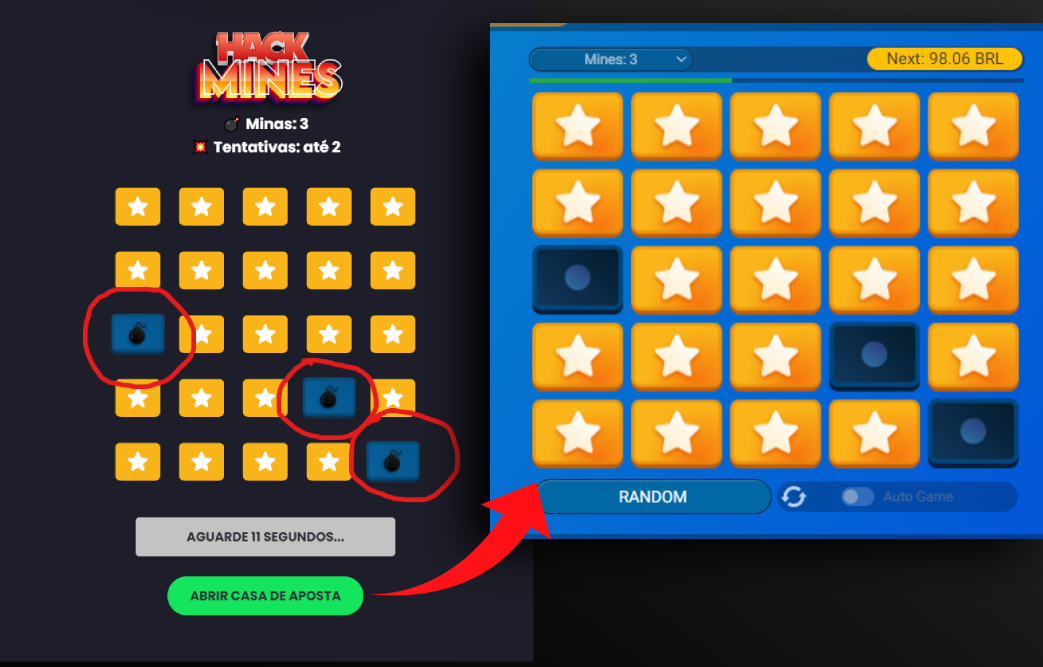 HACK
MINES
Minas: 3
Tentativas: até 2
AGUARDE 11 SEGUNDOS...
ABRIR CASA DE APOSTA
Mines: 3
Next: 98.06 BRL
RANDOM
Auto Game